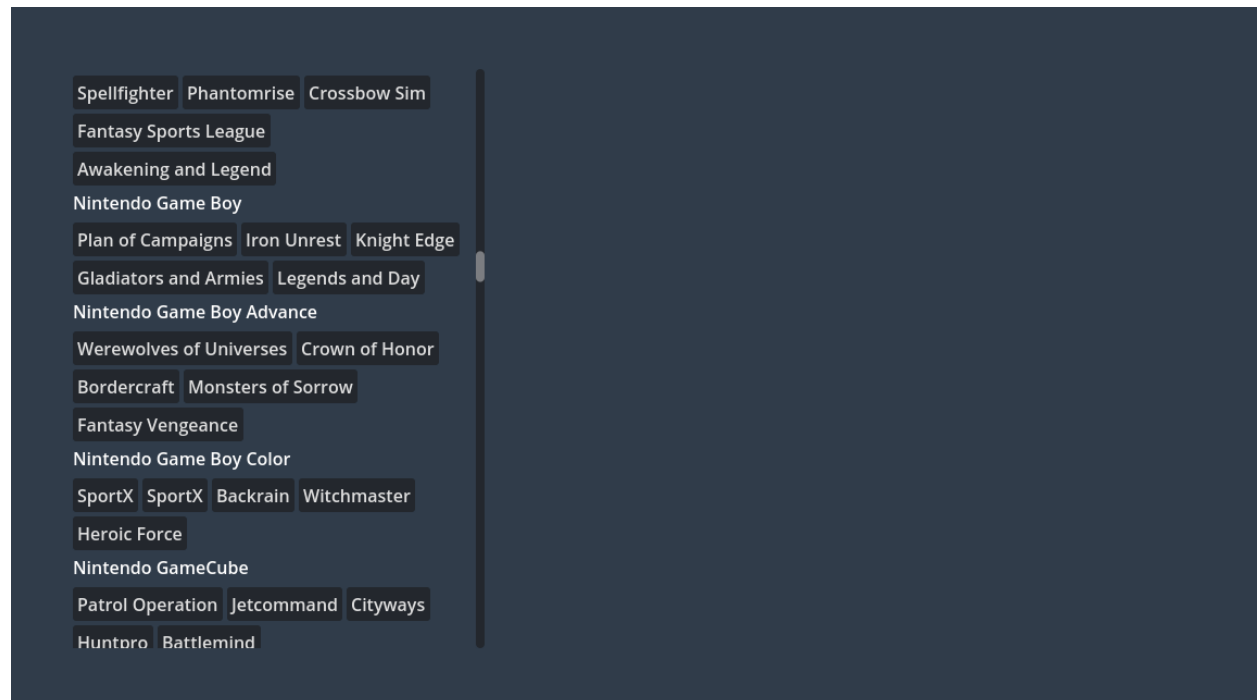 Spellfighter Phantomrise Crossbow Sim
Fantasy Sports League
Awakening and Legend
Nintendo Game Boy
Plan of Campaigns Iron Unrest Knight Edge
Gladiators and Armies Legends and Day
Nintendo Game Boy Advance
Werewolves of Universes Crown of Honor
Bordercraft Monsters of Sorrow
Fantasy Vengeance
Nintendo Game Boy Color
SportX SportX Backrain Witchmaster
Heroic Force
Nintendo GameCube
Patrol Operation Jetcommand Cityways
Huntpro Battlemind